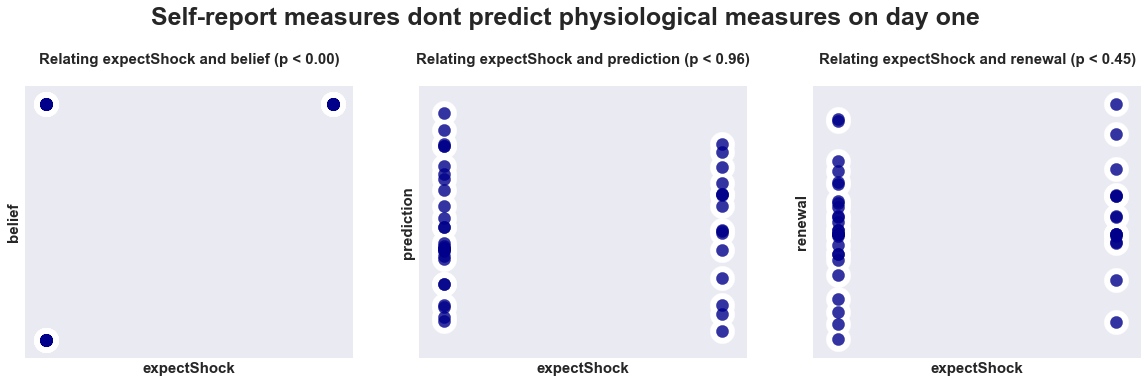 Self-report measures dont predict physiological measures on day one
Relating expectShock and belief (p < 0.00)
Relating expectShock and prediction (p < 0.96)
Relating expectShock and renewal (p < 0.45)
belief
prediction
renewal
expectShock
expectShock
expectShock